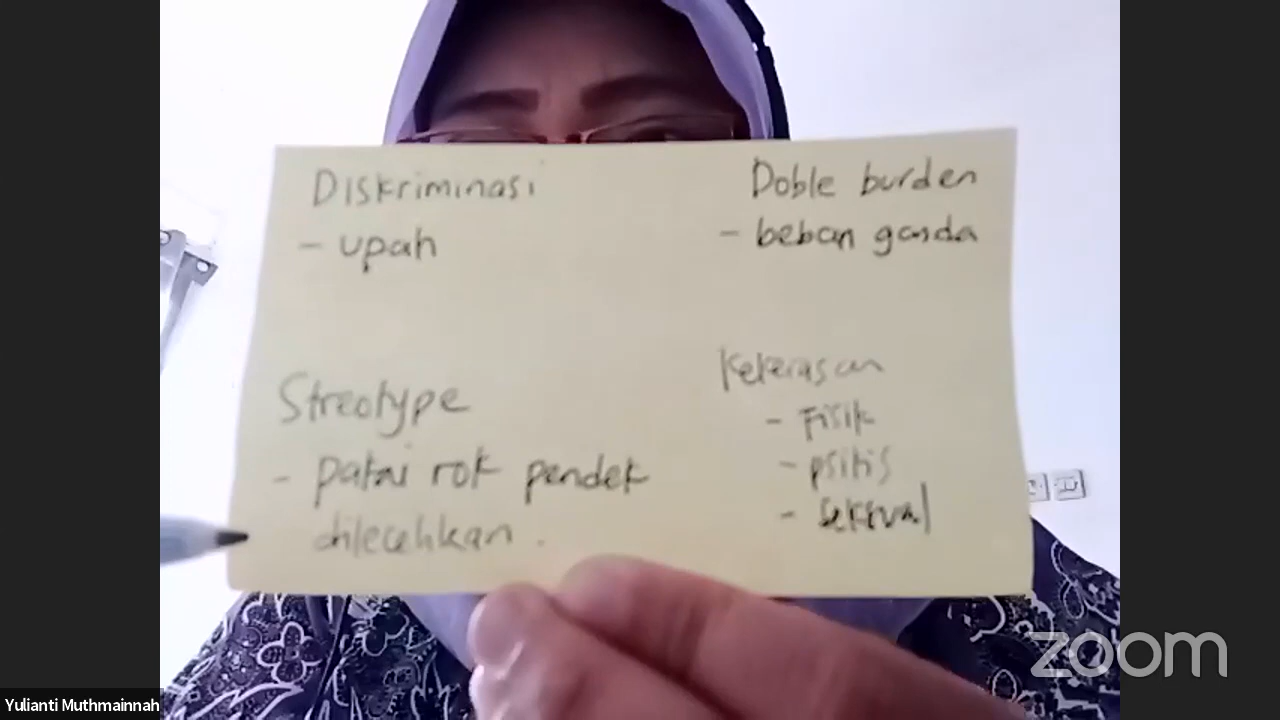 Diskriminasi
- upah
Doble burden
- beban ganda
Streotype
- pakai rok pendek
dilecehkan.
Kekerasan
- Fisik
- psikis
- seksual
Yulianti Muthmainnah
zoom